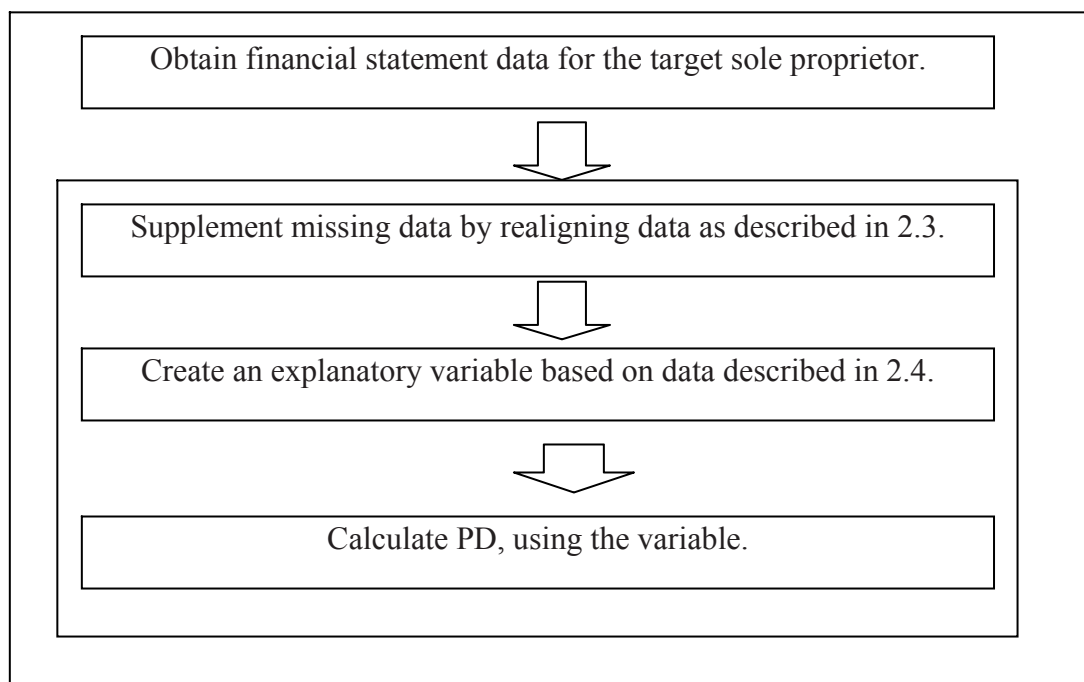 Obtain financial statement data for the target sole proprietor.
Supplement missing data by realigning data as described in 2.3.
Create an explanatory variable based on data described in 2.4.
Calculate PD, using the variable.